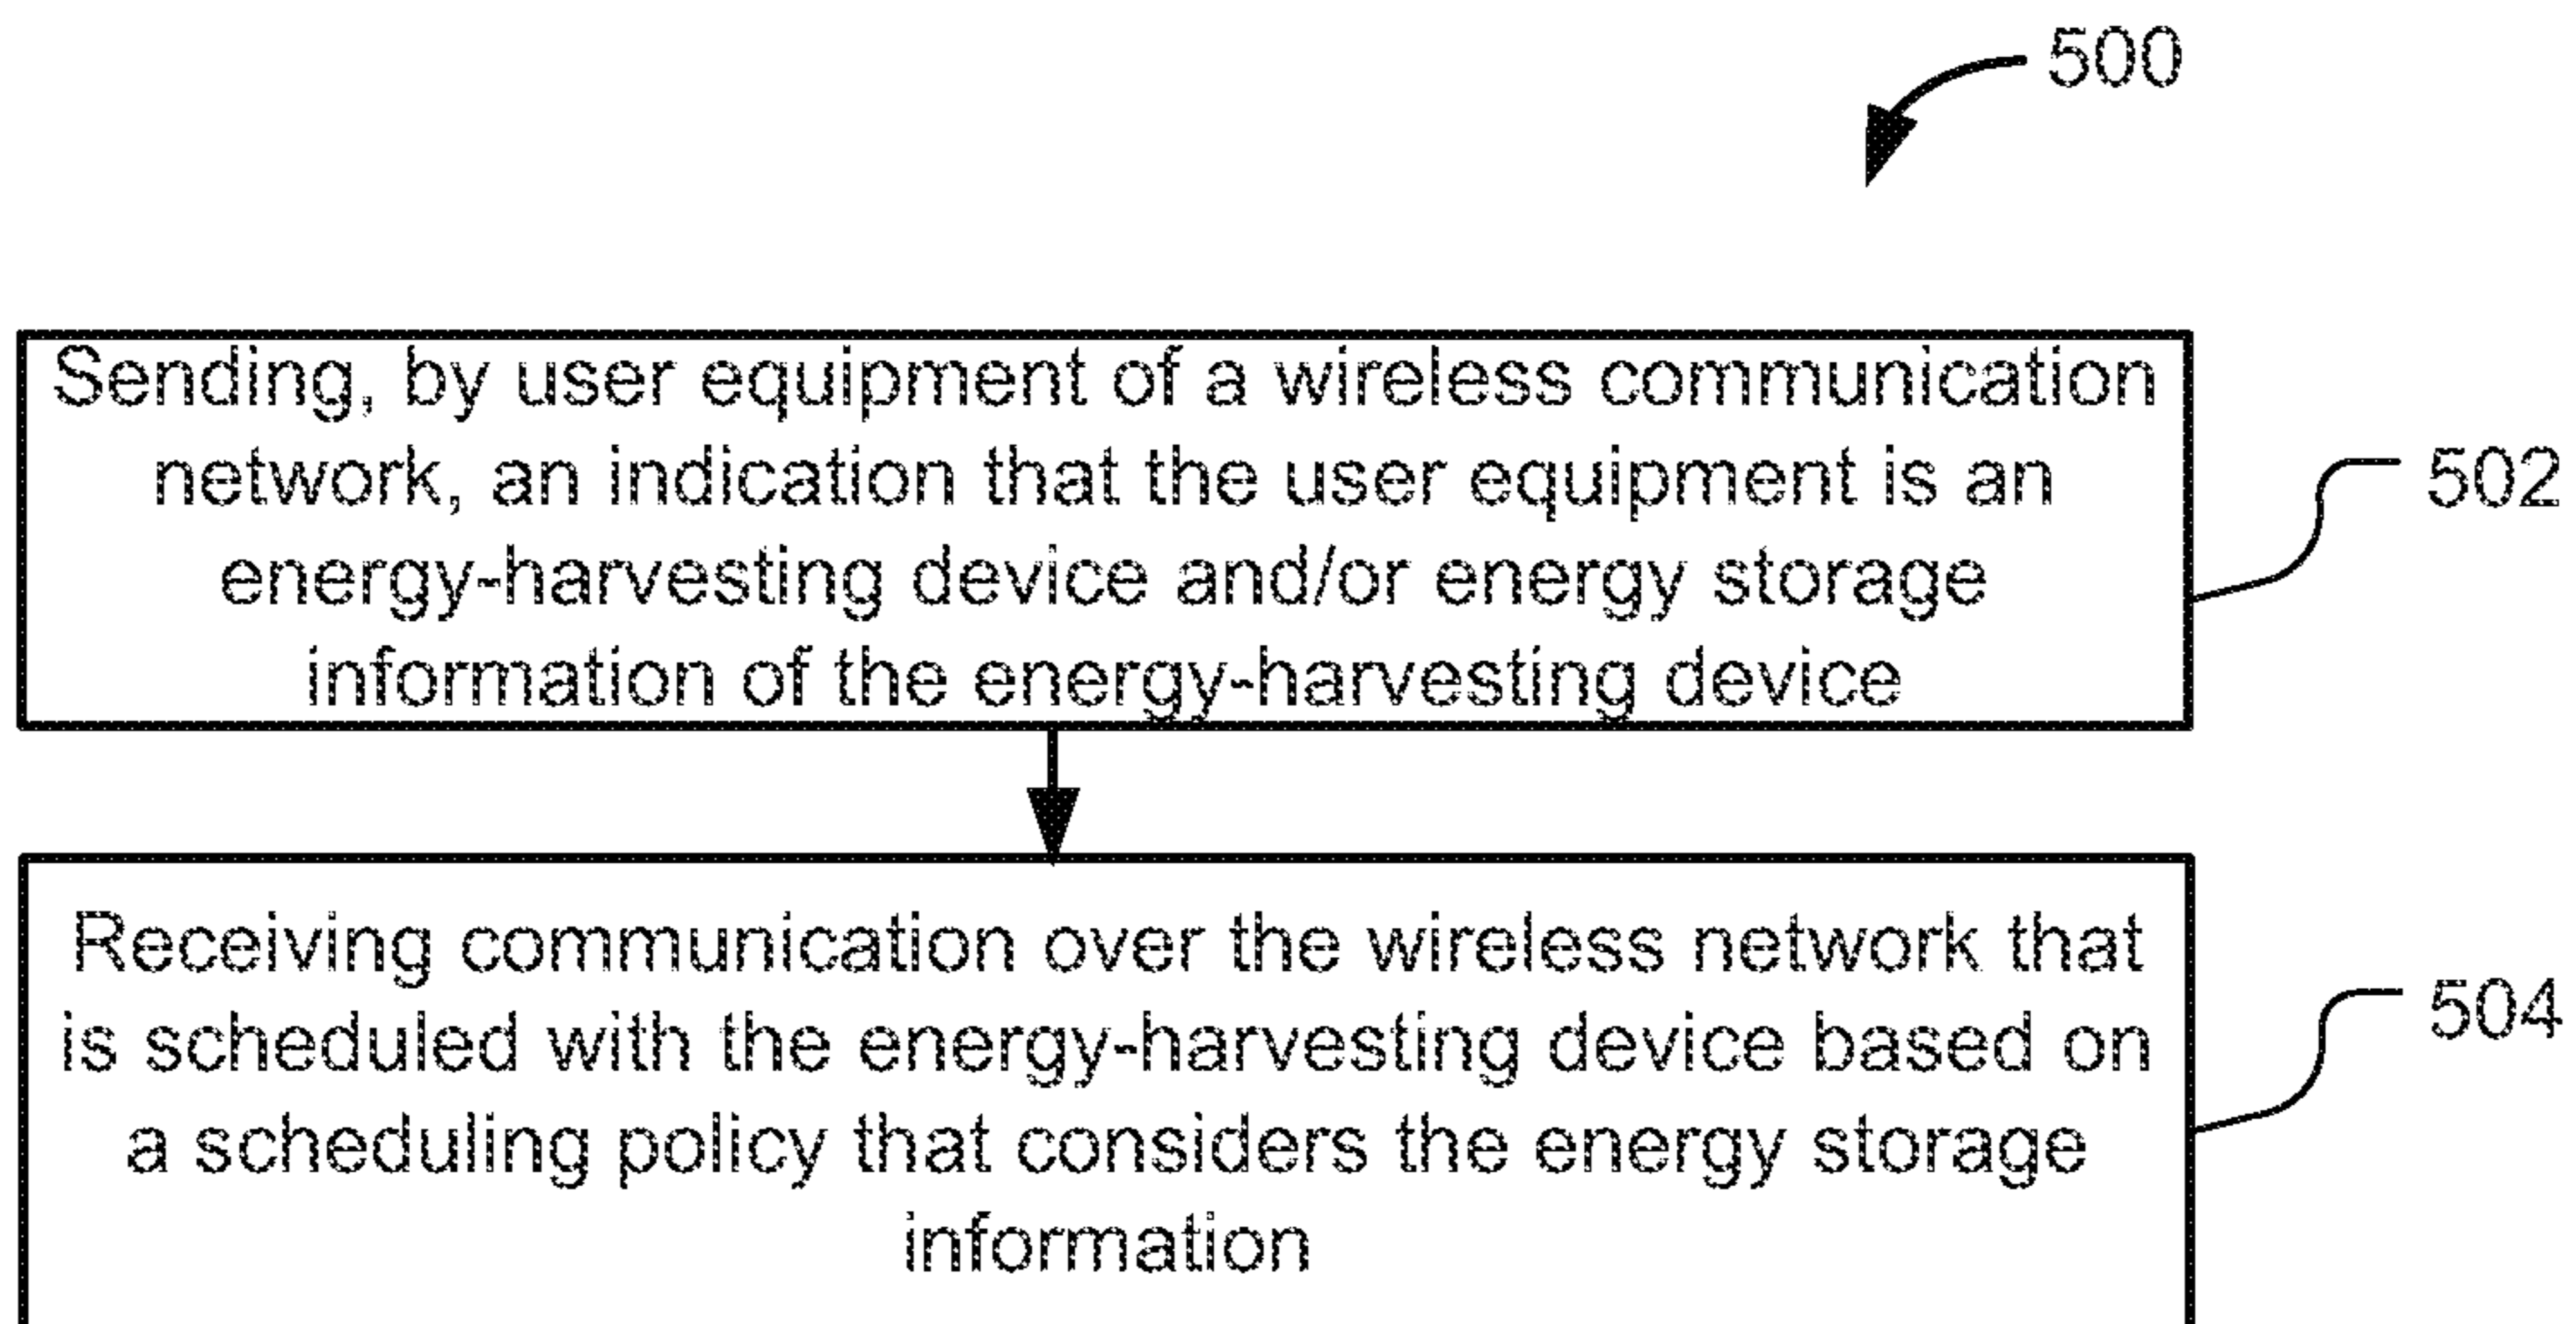 500
Sending, by user equipment of a wireless communication
network, an indication that the user equipment is an
energy-harvesting device and/or energy storage
information of the energy-harvesting device
502
Receiving communication over the wireless network that
is scheduled with the energy-harvesting device based on
a scheduling policy that considers the energy storage
information
504